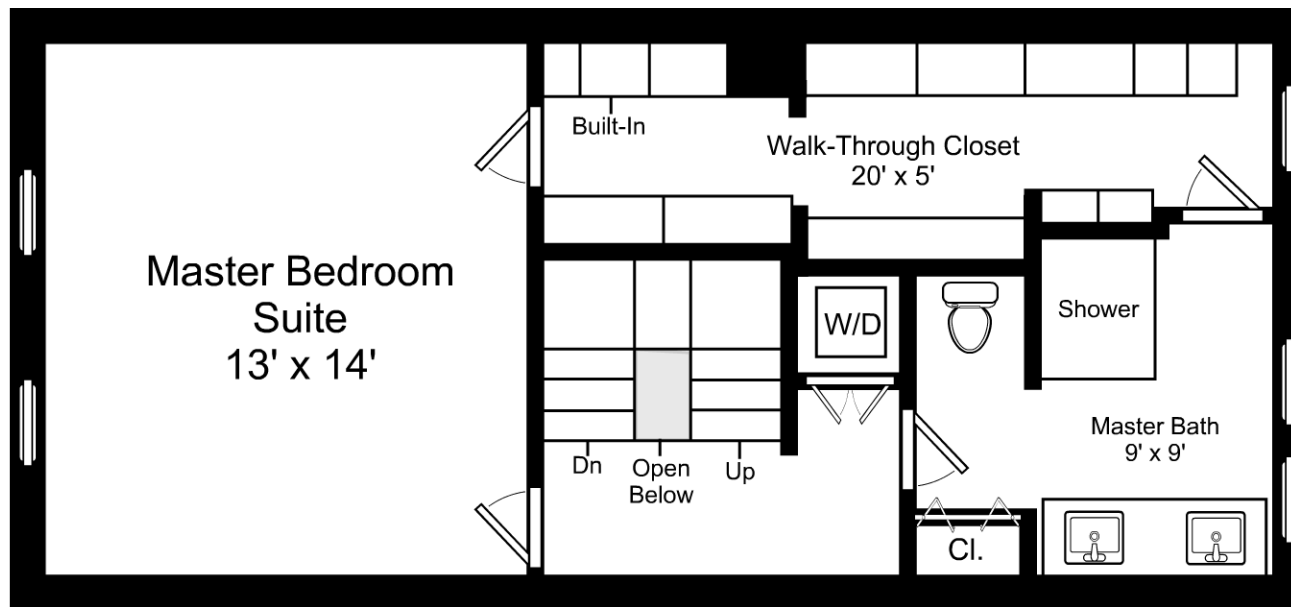 Built-In
Walk-Through Closet
20' x 5'
Master Bedroom
Suite
13' x 14'
Shower
W/D
Master Bath
9' x 9'
Dn
Open
Below
Up
Cl.